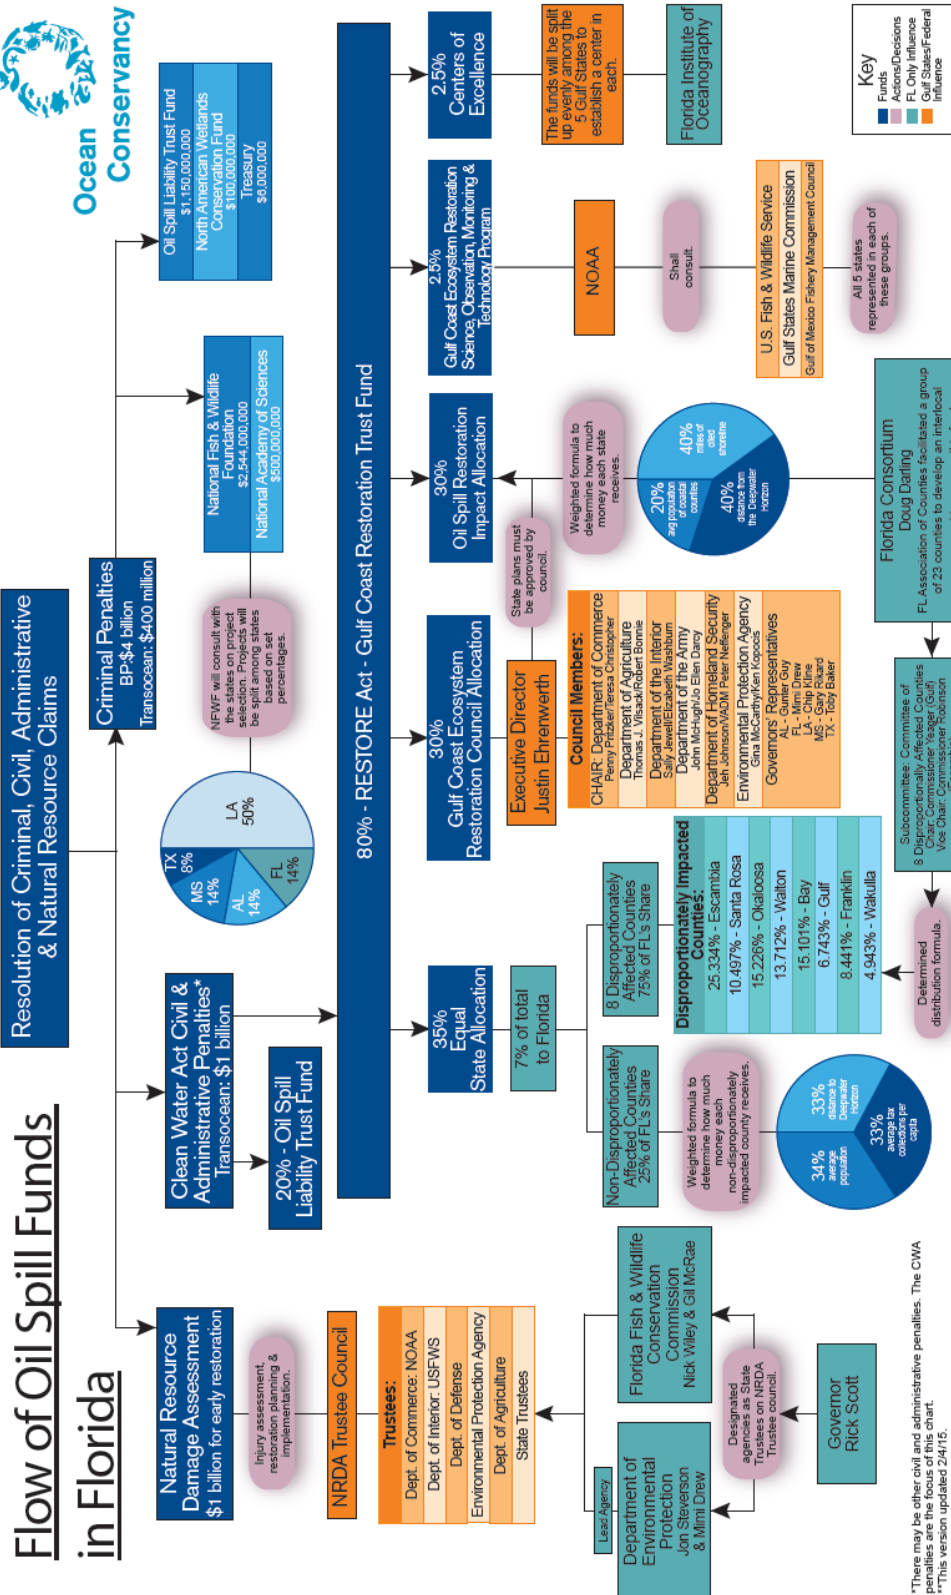 Flow of Oil Spill Funds
in Florida
Ocean
Conservancy
Resolution of Criminal, Civil, Administrative
& Natural Resource Claims
Natural Resource
Damage Assessment
$1 billion for early restoration
Injury assessment,
restoration planning &
implementation.
NRDA Trustee Council
Trustees:
Dept. of Commerce: NOAA
Dept. of Interior: USFWS
Dept. of Defense
Environmental Protection Agency
Dept. of Agriculture
State Trustees
Lead Agency
Department of
Environmental
Protection
Jon Steverson
& Mimi Drew
Florida Fish & Wildlife
Conservation
Commission
Nick Wiley & Gil McRae
Designated
agencies as State
Trustees on NRDA
Trustee council.
Governor
Rick Scott
Clean Water Act Civil &
Administrative Penalties*
Transocean: $1 billion
20% - Oil Spill
Liability Trust Fund
Criminal Penalties
BP:$4 billion
Transocean: $400 million
TX
8%
MS
14%
AL
14%
FL
14%
LA
50%
NFWF will consult with
the states on project
selection. Projects will
be split among states
based on set
percentages.
National Fish & Wildlife
Foundation
$2,544,000,000
National Academy of Sciences
$500,000,000
Oil Spill Liability Trust Fund
$1,150,000,000
North American Wetlands
Conservation Fund
$100,000,000
Treasury
$6,000,000
80% - RESTORE Act - Gulf Coast Restoration Trust Fund
35%
Equal
State Allocation
7% of total
to Florida
Non-Disproportionately
Affected Counties
25% of FL's Share
Weighted formula to
determine how much
money each
non-disproportionately
impacted county receives.
34%
average
population
33%
distance to
Deepwater
Horizon
33%
average tax
collections per
capita
8 Disproportionately
Affected Counties
75% of FL's Share
Disproportionately Impacted
Counties:
25.334% - Escambia
10.497% - Santa Rosa
15.226% - Okaloosa
13.712% - Walton
15.101% - Bay
6.743% - Gulf
8.441% - Franklin
4.943% - Wakulla
Determined
distribution formula.
30%
Gulf Coast Ecosystem
Restoration Council Allocation
Executive Director
Justin Ehrenwerth
State plans must
be approved by
council.
Council Members:
CHAIR: Department of Commerce
Penny Pritzker/Teresa Christopher
Department of Agriculture
Thomas J. Vilsack/Robert Bonnie
Department of the Interior
Sally Jewell/Elizabeth Washburn
Department of the Army
John McHugh/Jo Ellen Darcy
Department of Homeland Security
Jeh Johnson/VADM Peter Neffenger
Environmental Protection Agency
Gina McCarthy/Ken Kopocis
Governors' Representatives
AL - Gunter Guy
FL - Mimi Drew
LA - Chip Kline
MS - Gary Rikard
TX - Toby Baker
Subcommittee: Committee of
8 Disproportionally Affected Counties
Chair: Commissioner Yeager (Gulf)
Vice Chair: Commissioner Robinson
30%
Oil Spill Restoration
Impact Allocation
Weighted formula to
determine how much
money each state
receives.
20%
avg population
of coastal
counties
40%
miles of
oiled
shoreline
40%
distance from
the Deepwater
Horizon
Florida Consortium
Doug Darling
FL Association of Counties facilitated a group
of 23 counties to develop an interlocal
2.5%
Gulf Coast Ecosystem Restoration
Science, Observation, Monitoring &
Technology Program
NOAA
Shall
consult.
U.S. Fish & Wildlife Service
Gulf States Marine Commission
Gulf of Mexico Fishery Management Council
All 5 states
represented in each of
these groups.
2.5%
Centers of
Excellence
The funds will be split
up evenly among the
5 Gulf States to
establish a center in
each.
Florida Institute of
Oceanography
Key
Funds
Actions/Decisions
FL Only Influence
Gulf States/Federal
Influence
*There may be other civil and administrative penalties. The CWA
penalties are the focus of this chart.
**This version updated 2/4/15.